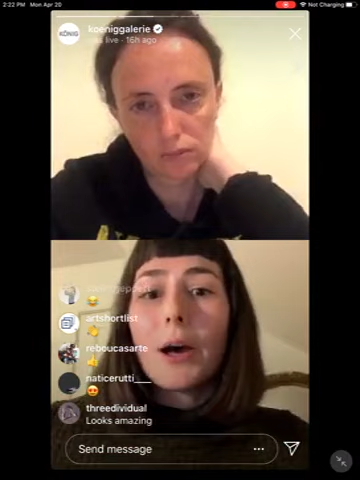 2:22 PM Mon Apr 20
Not Charging
KÖNIG
koeniggalerie
live · 16h ago
artshortlist
reboucasarte
naticerutti___
threedividual
Looks amazing
Send message